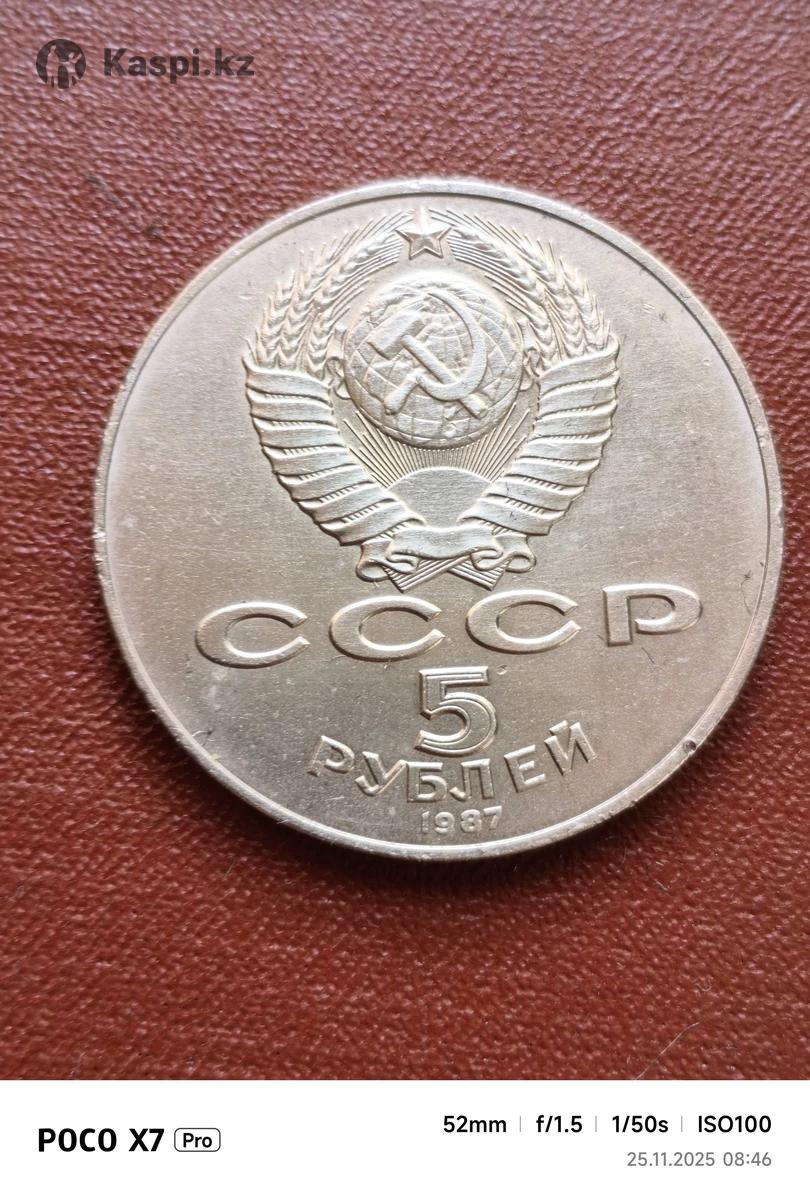 Kaspi.kz
СССР
5
РУБЛЕЙ
1987
POCO X7 Pro
52mm | f/1.5 | 1/50s | ISO100
25.11.2025 08:46